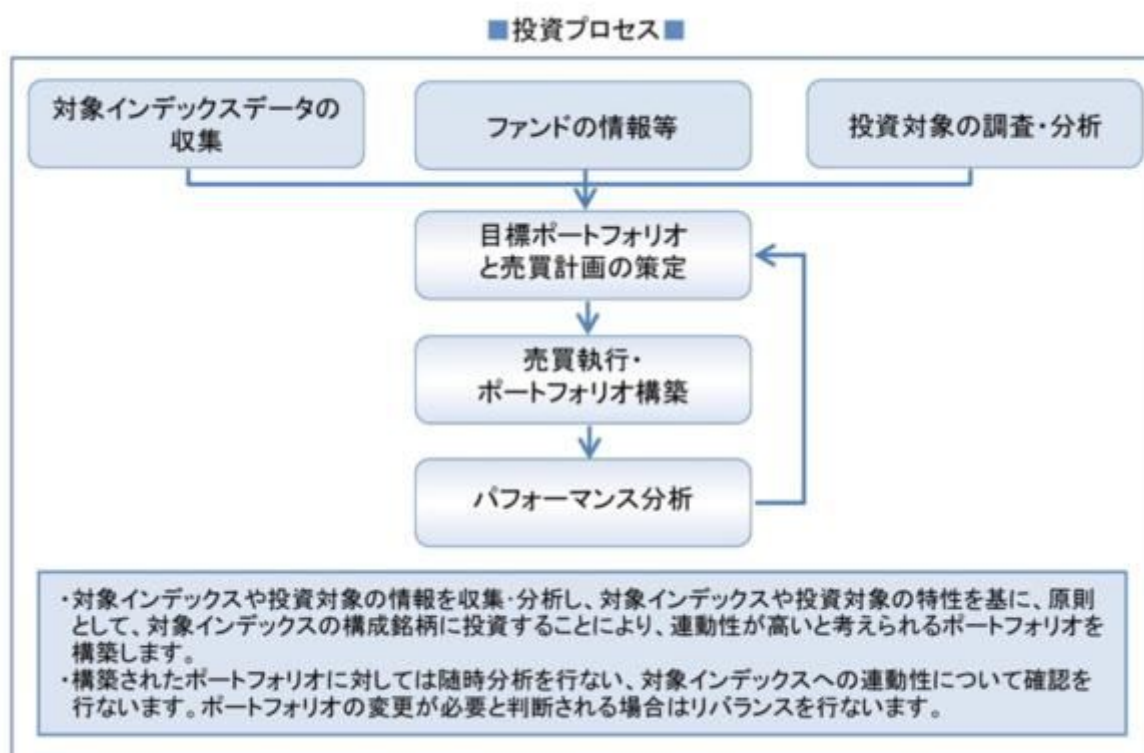 ■投資プロセス■
対象インデックスデータの
収集
ファンドの情報等
投資対象の調査・分析
目標ポートフォリオ
と売買計画の策定
売買執行・
ポートフォリオ構築
パフォーマンス分析
・対象インデックスや投資対象の情報を収集・分析し、対象インデックスや投資対象の特性を基に、原則
として、対象インデックスの構成銘柄に投資することにより、連動性が高いと考えられるポートフォリオを
構築します。
・構築されたポートフォリオに対しては随時分析を行ない、対象インデックスへの連動性について確認を
行ないます。ポートフォリオの変更が必要と判断される場合はリバランスを行ないます。